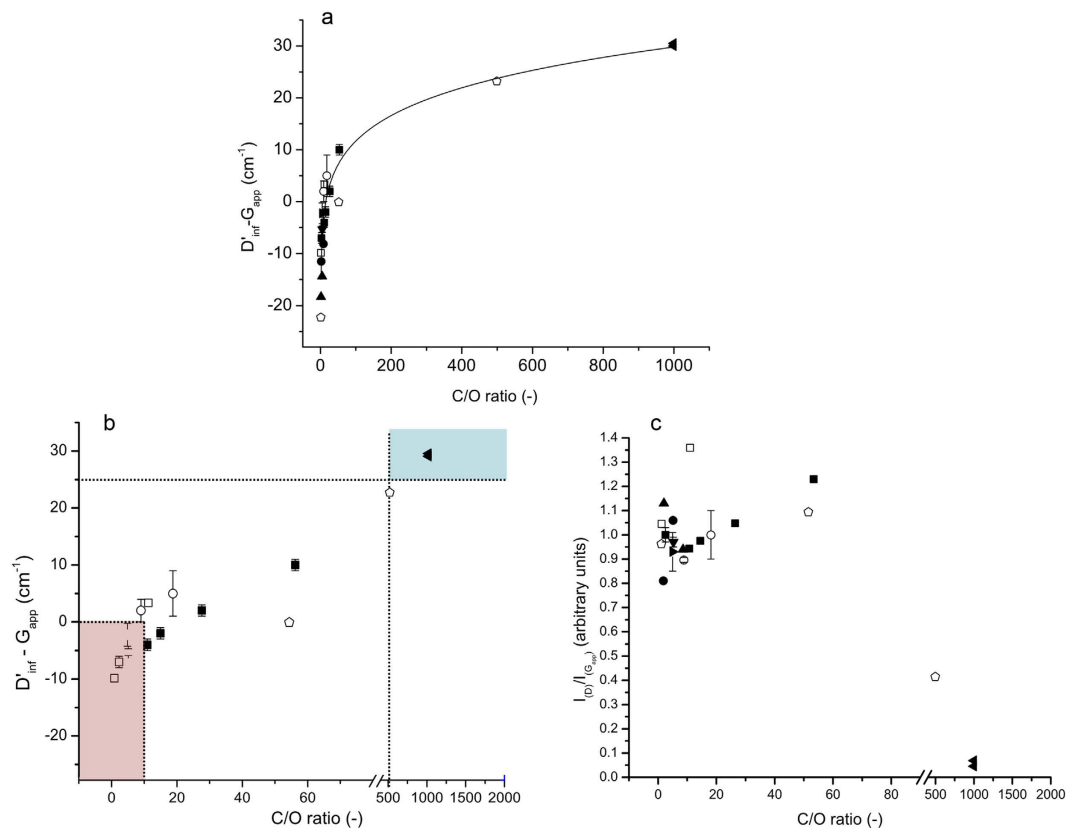 a
30
20
10
0
-10
-20
D'inf-Gapp (cm-1)
0 200 400 600 800 1000
C/O ratio (-)
b
30
20
10
0
-10
-20
D'inf - Gapp (cm-1)
0 20 40 60 500 1000 1500 2000
C/O ratio (-)
c
1.4
1.3
1.2
1.1
1.0
0.9
0.8
0.7
0.6
0.5
0.4
0.3
0.2
0.1
0.0
I(D)/I(Gapp) (arbitrary units)
0 20 40 60 80 500 1000 1500 2000
C/O ratio (-)